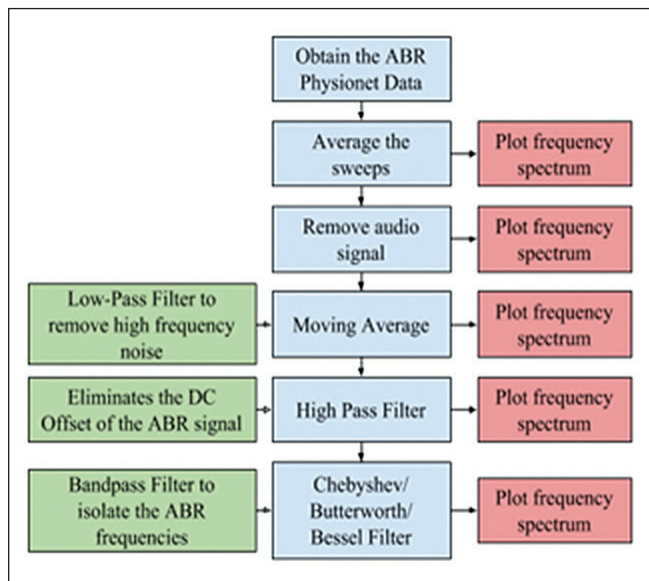 Obtain the ABR
Physionet Data
Average the
sweeps
Plot frequency
spectrum
Remove audio
signal
Plot frequency
spectrum
Low-Pass Filter to
remove high frequency
noise
Moving Average
Plot frequency
spectrum
Eliminates the DC
Offset of the ABR signal
High Pass Filter
Plot frequency
spectrum
Bandpass Filter to
isolate the ABR
frequencies
Chebyshev/
Butterworth/
Bessel Filter
Plot frequency
spectrum